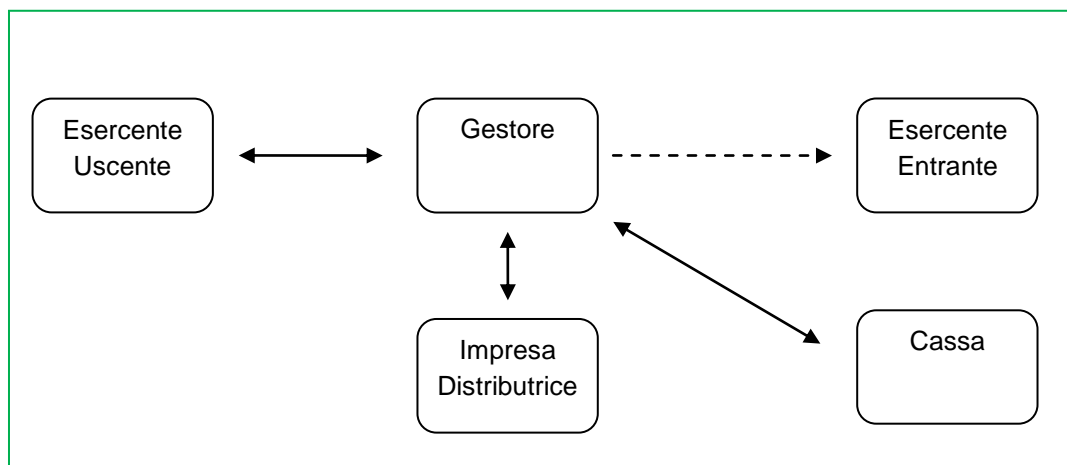 Esercente
Uscente
Gestore
Esercente
Entrante
Impresa
Distributrice
Cassa